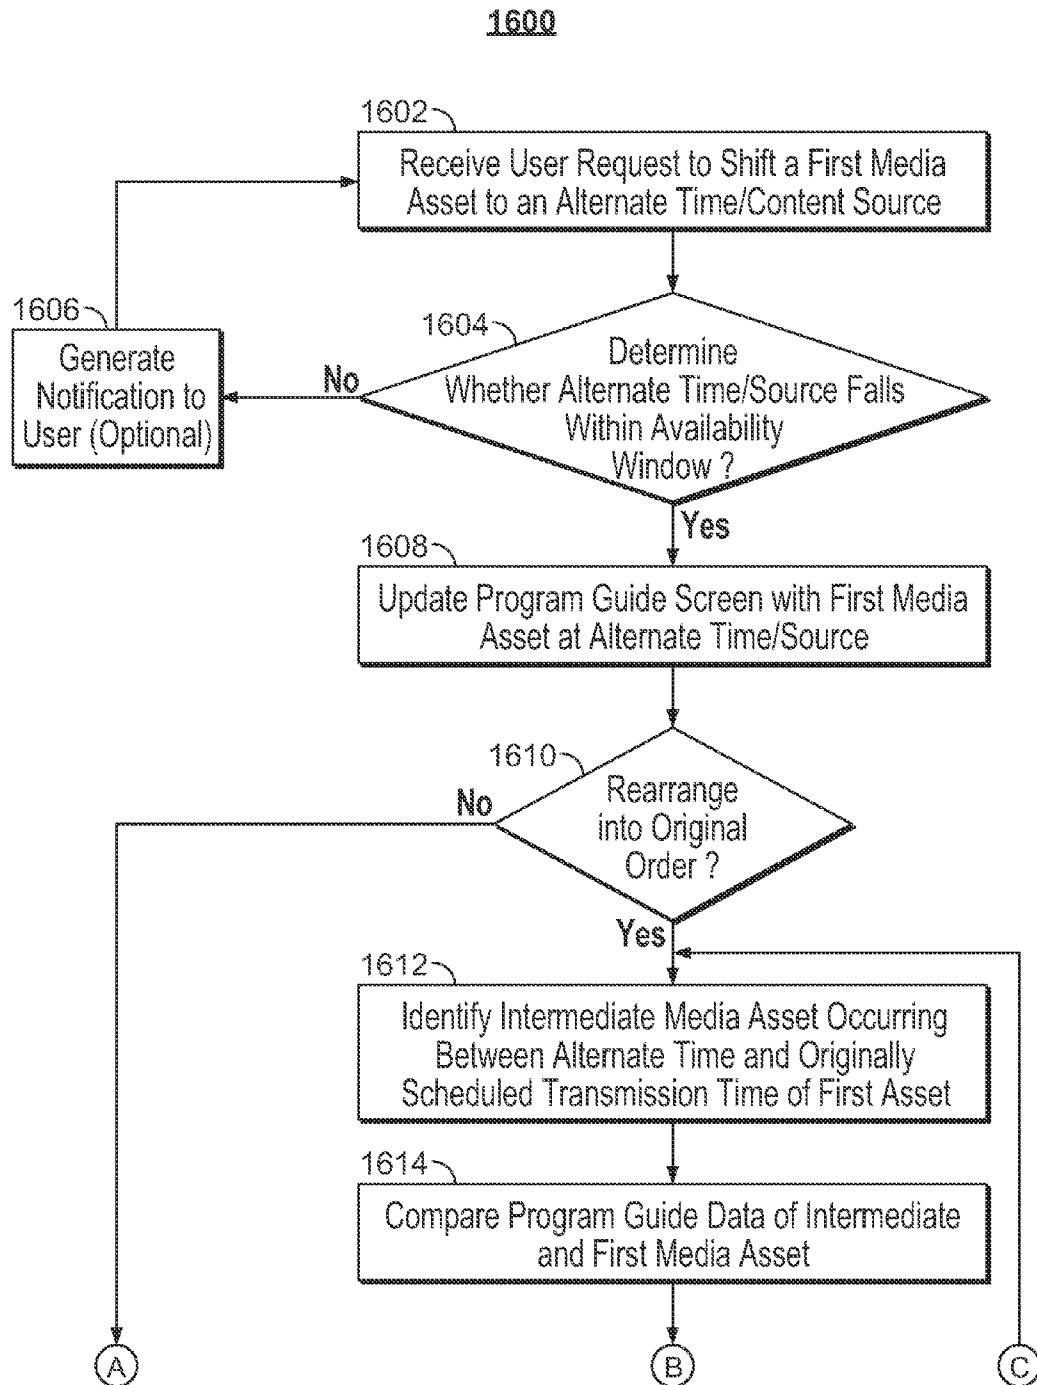 1600
1602
Receive User Request to Shift a First Media
Asset to an Alternate Time/Content Source
1606
Generate
Notification to
User (Optional)
1604
Determine
Whether Alternate Time/Source Falls
Within Availability
Window ?
No
Yes
1608
Update Program Guide Screen with First Media
Asset at Alternate Time/Source
1610
Rearrange
into Original
Order ?
No
Yes
1612
Identify Intermediate Media Asset Occurring
Between Alternate Time and Originally
Scheduled Transmission Time of First Asset
1614
Compare Program Guide Data of Intermediate
and First Media Asset
A
B
C